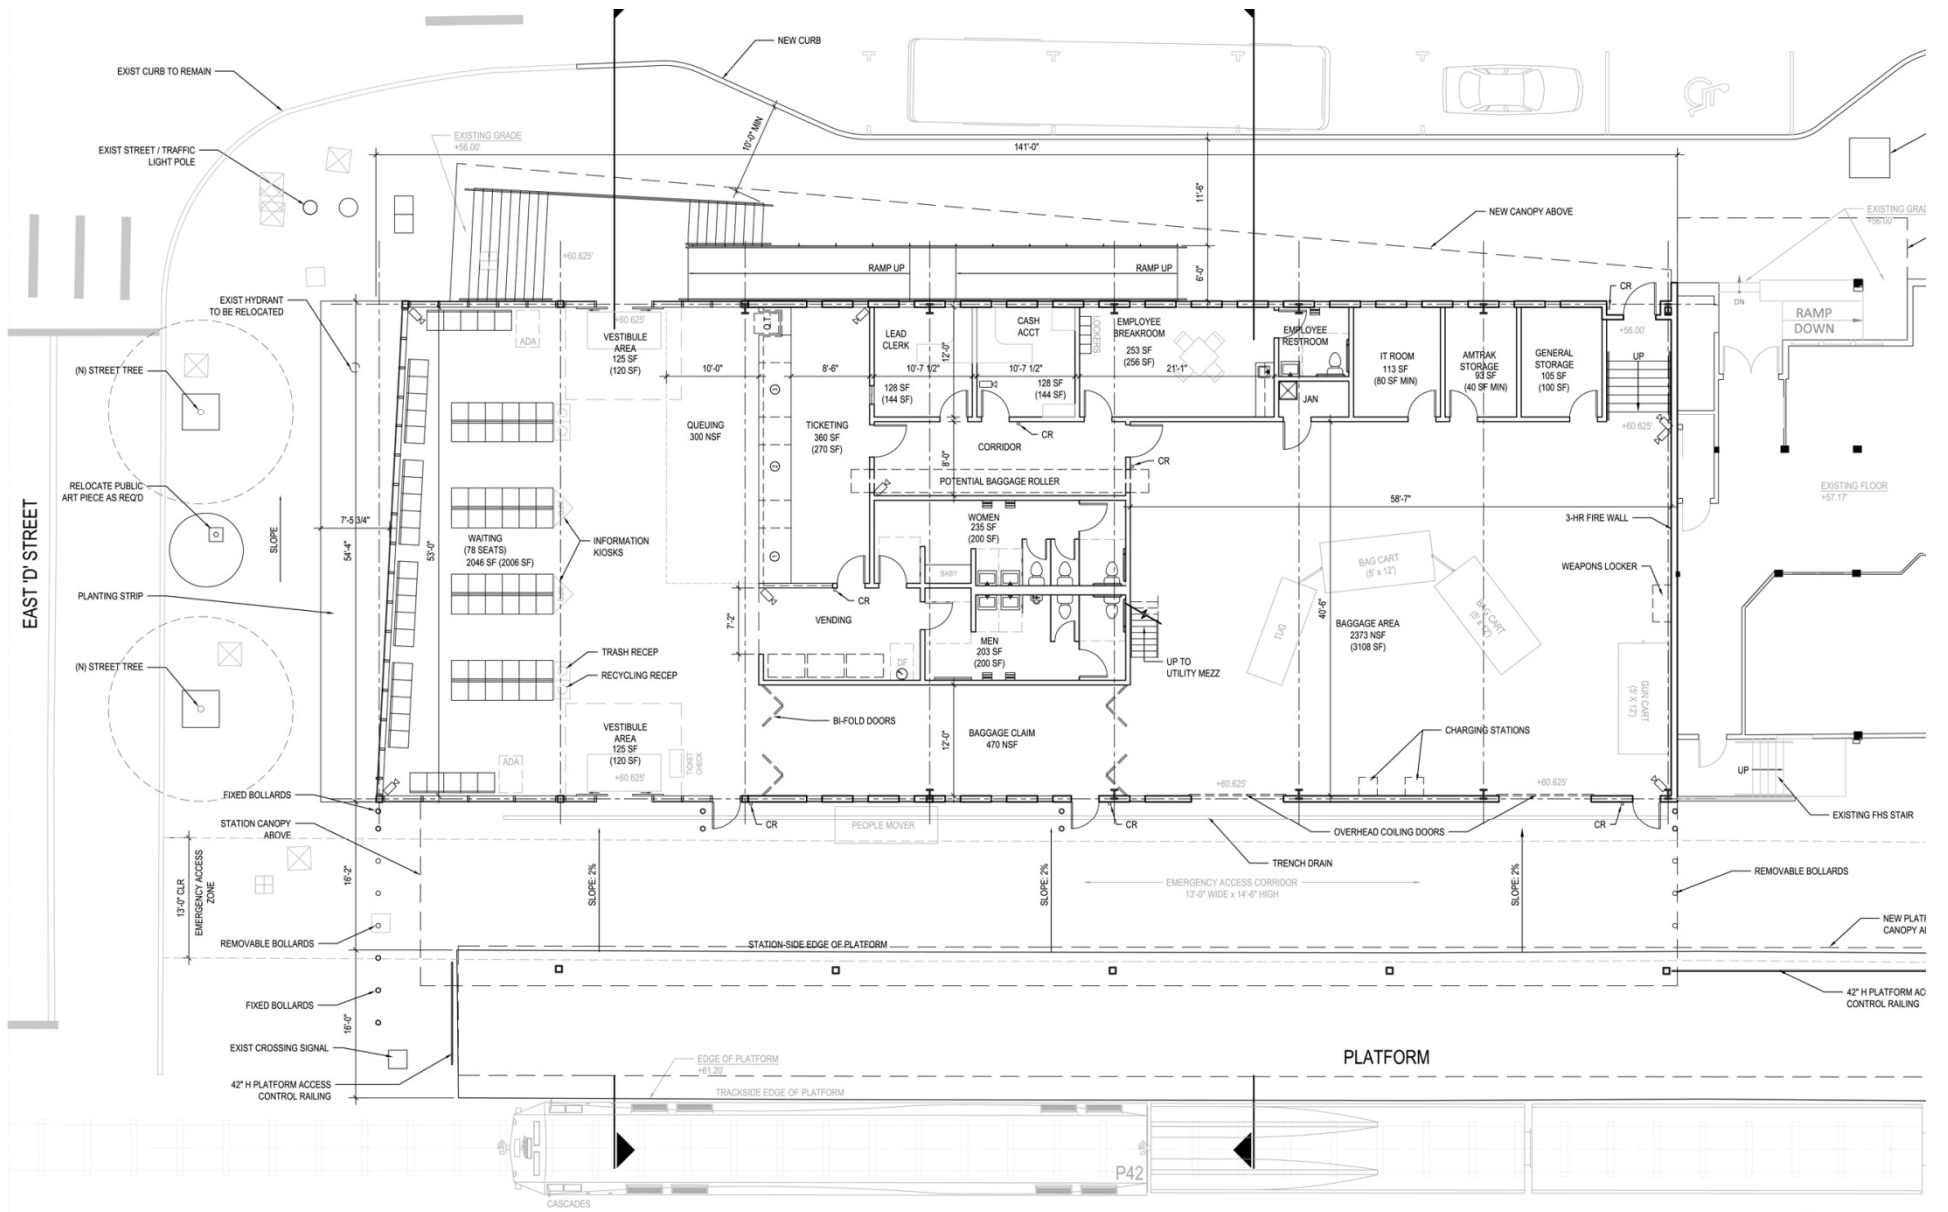 NEW CURB
EXIST CURB TO REMAIN
EXISTING GRADE
+56.00'
10'-0" MIN
141'-0"
EXIST STREET / TRAFFIC
LIGHT POLE
11'-6"
NEW CANOPY ABOVE
+60.625'
RAMP UP
RAMP UP
6'-0"
DN
RAMP
DOWN
EXIST HYDRANT
TO BE RELOCATED
CR
+56.00'
UP
+60.625'
ADA
+60.625'
VESTIBULE
AREA
125 SF
(120 SF)
Q.T.
LEAD
CLERK
12'-0"
CASH
ACCT
LOCKERS
EMPLOYEE
BREAKROOM
253 SF
(256 SF)
EMPLOYEE
RESTROOM
IT ROOM
113 SF
(80 SF MIN)
AMTRAK
STORAGE
93 SF
(40 SF MIN)
GENERAL
STORAGE
105 SF
(100 SF)
(N) STREET TREE
10'-0"
8'-6"
10'-7 1/2"
10'-7 1/2"
21'-1"
128 SF
(144 SF)
128 SF
(144 SF)
JAN
3
QUEUING
300 NSF
TICKETING
360 SF
(270 SF)
CR
CORRIDOR
8'-0"
CR
2
POTENTIAL BAGGAGE ROLLER
58'-7"
EXISTING FLOOR
+57.17'
RELOCATE PUBLIC
ART PIECE AS REQ'D
EAST 'D' STREET
SLOPE
7'-5 3/4"
54'-4"
53'-0"
WAITING
(78 SEATS)
2046 SF (2006 SF)
INFORMATION
KIOSKS
1
WOMEN
235 SF
(200 SF)
BABY
3-HR FIRE WALL
BAG CART
(5' x 12')
WEAPONS LOCKER
PLANTING STRIP
CR
7'-2"
VENDING
TUG
BAG CART
(5' x 12')
40'-6"
BAGGAGE AREA
2373 NSF
(3108 SF)
MEN
203 SF
(200 SF)
(N) STREET TREE
TRASH RECEP
RECYCLING RECEP
DF
UP TO
UTILITY MEZZ
GUN CART
(5' X 12')
VESTIBULE
AREA
125 SF
(120 SF)
+60.625'
TICKET
CHECK
ADA
BI-FOLD DOORS
12'-0"
BAGGAGE CLAIM
470 NSF
CHARGING STATIONS
+60.625'
+60.625'
UP
FIXED BOLLARDS
STATION CANOPY
ABOVE
CR
PEOPLE MOVER
CR
OVERHEAD COILING DOORS
CR
EXISTING FHS STAIR
13'-0" CLR
EMERGENCY ACCESS
ZONE
16'-2"
SLOPE: 2%
SLOPE: 2%
SLOPE: 2%
TRENCH DRAIN
EMERGENCY ACCESS CORRIDOR
13'-0" WIDE x 14'-6" HIGH
REMOVABLE BOLLARDS
REMOVABLE BOLLARDS
STATION-SIDE EDGE OF PLATFORM
FIXED BOLLARDS
16'-0"
CONTROL RAILING
EXIST CROSSING SIGNAL
EDGE OF PLATFORM
+61.20'
PLATFORM
42" H PLATFORM ACCESS
CONTROL RAILING
TRACKSIDE EDGE OF PLATFORM
P42
CASCADES